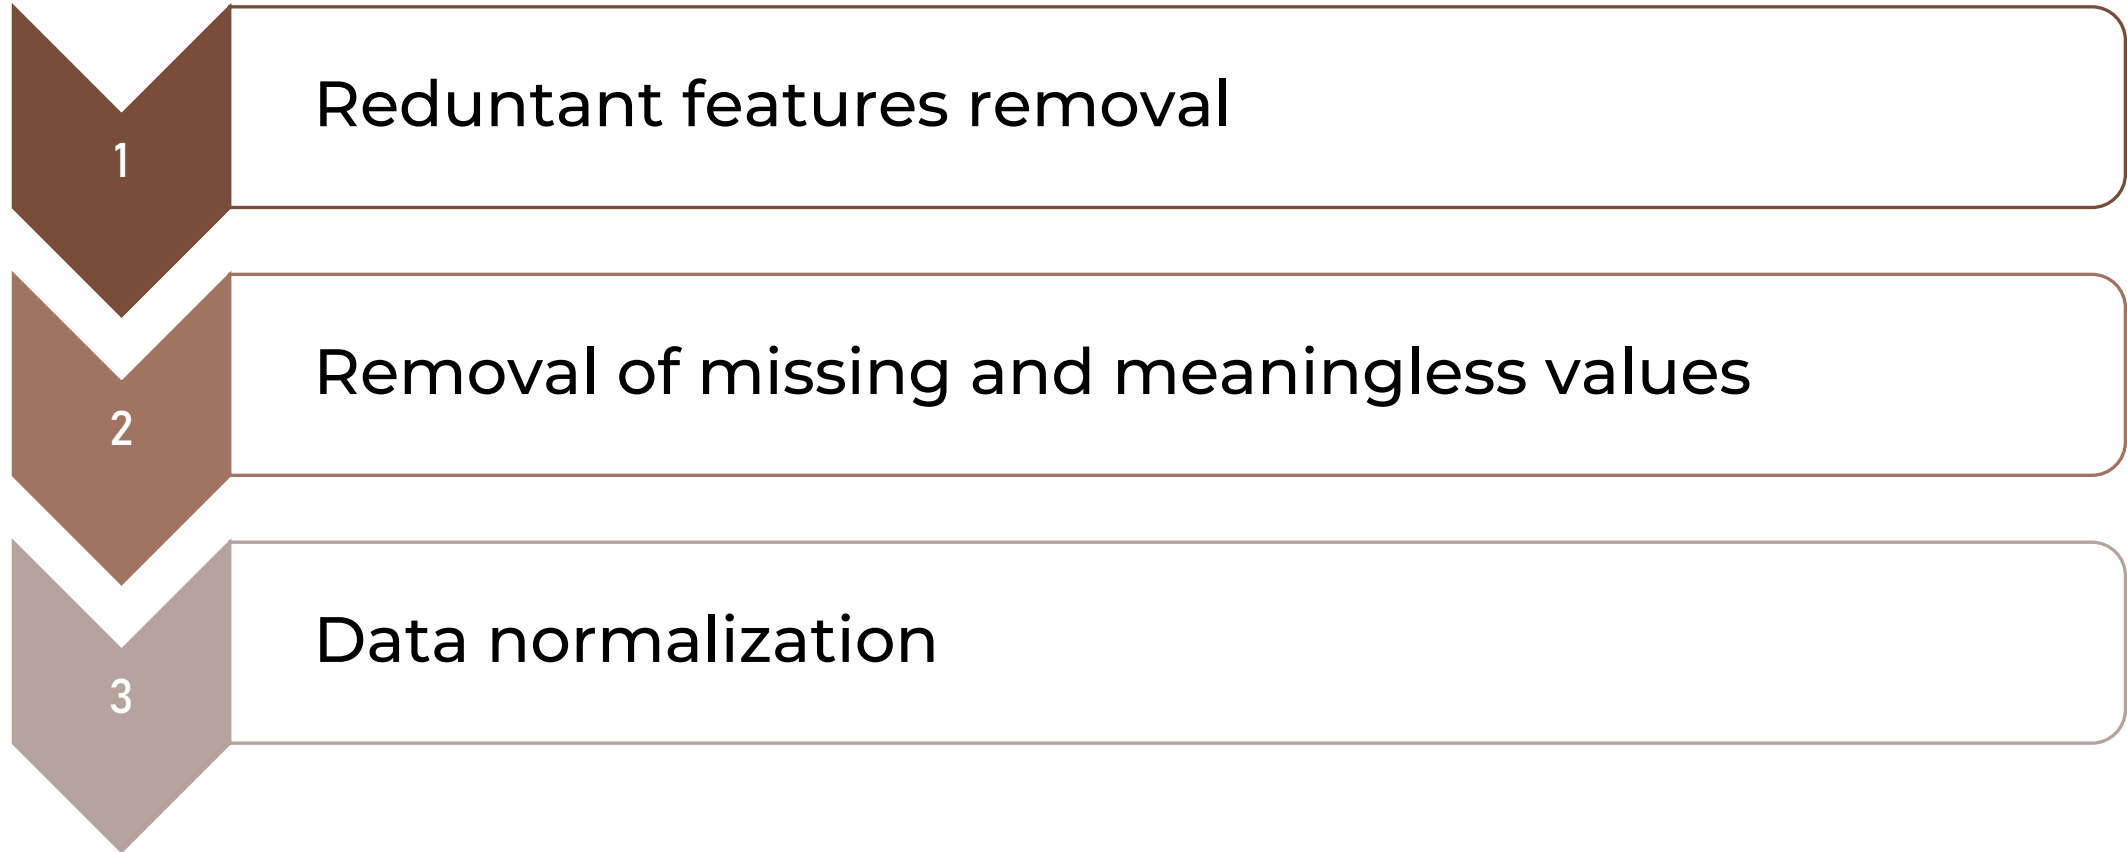 1
Reduntant features removal
2
Removal of missing and meaningless values
3
Data normalization